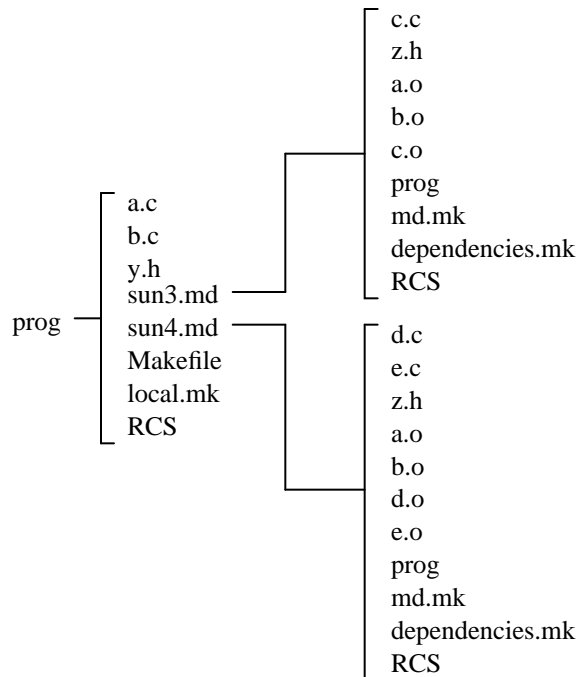 prog
a.c
b.c
y.h
sun3.md
sun4.md
Makefile
local.mk
RCS
c.c
z.h
a.o
b.o
c.o
prog
md.mk
dependencies.mk
RCS
d.c
e.c
z.h
a.o
b.o
d.o
e.o
prog
md.mk
dependencies.mk
RCS